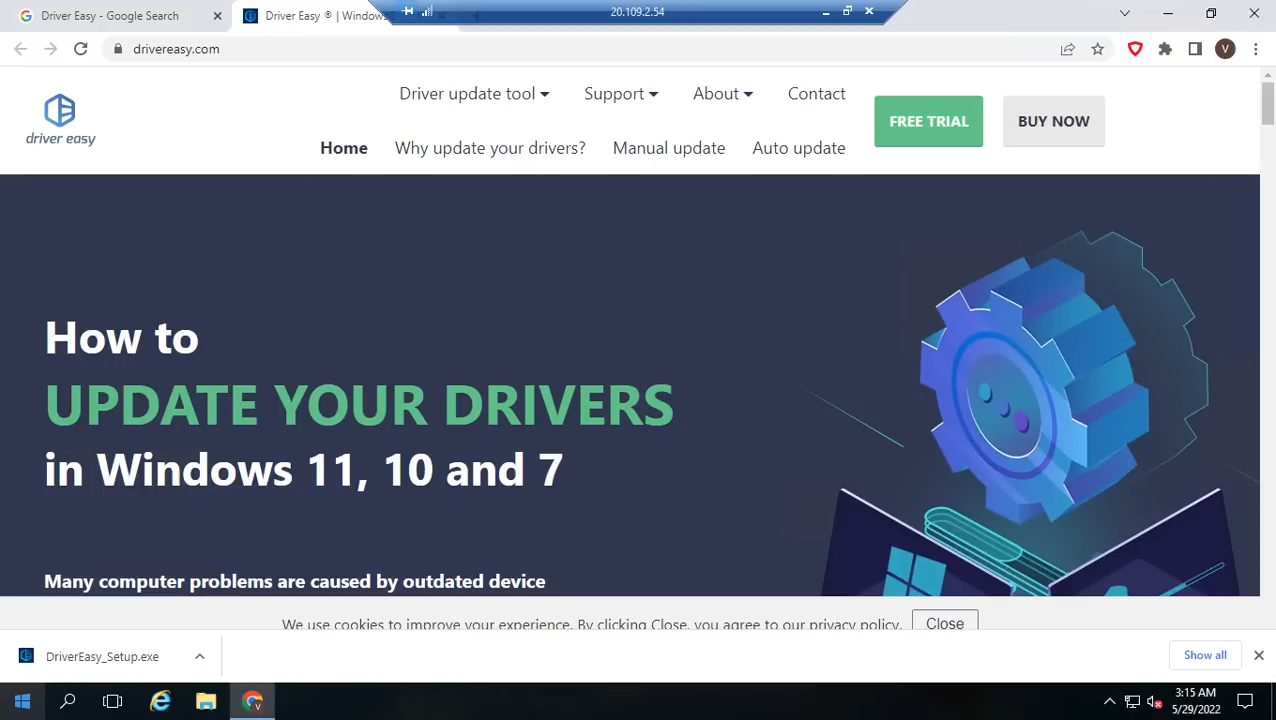 Driver Easy - Google Search
Driver Easy ® | Windows
20.109.2.54
drivereasy.com
V
driver easy
Driver update tool
Support
About
Contact
Home
Why update your drivers?
Manual update
Auto update
FREE TRIAL
BUY NOW
How to
UPDATE YOUR DRIVERS
in Windows 11, 10 and 7
Many computer problems are caused by outdated device
We use cookies to improve your experience. By clicking Close, you agree to our privacy policy.
Close
DriverEasy_Setup.exe
Show all
3:15 AM
5/29/2022